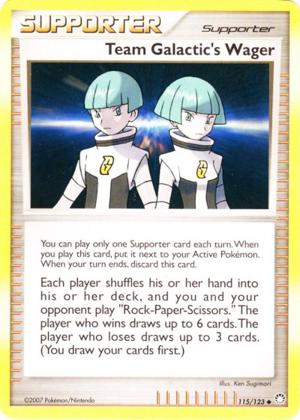 SUPPORTER
Supporter
Team Galactic's Wager
You can play only one Supporter card each turn. When
you play this card, put it next to your Active Pokémon.
When your turn ends, discard this card.
Each player shuffles his or her hand into
his or her deck, and you and your
opponent play "Rock-Paper-Scissors." The
player who wins draws up to 6 cards. The
player who loses draws up to 3 cards.
(You draw your cards first.)
Illus. Ken Sugimori
©2007 Pokémon/Nintendo
115/123